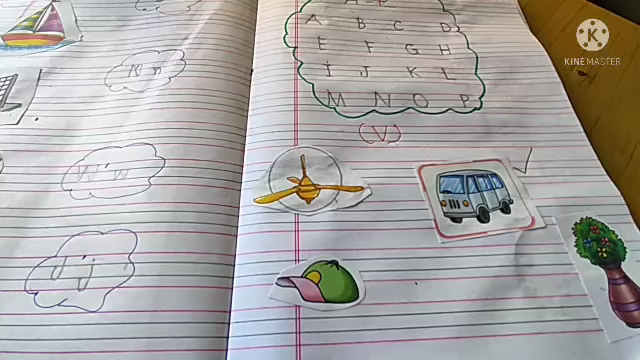 A B C D
E F G H
I J K L
M N O P
(V)
N n
J j
K
KINEMASTER